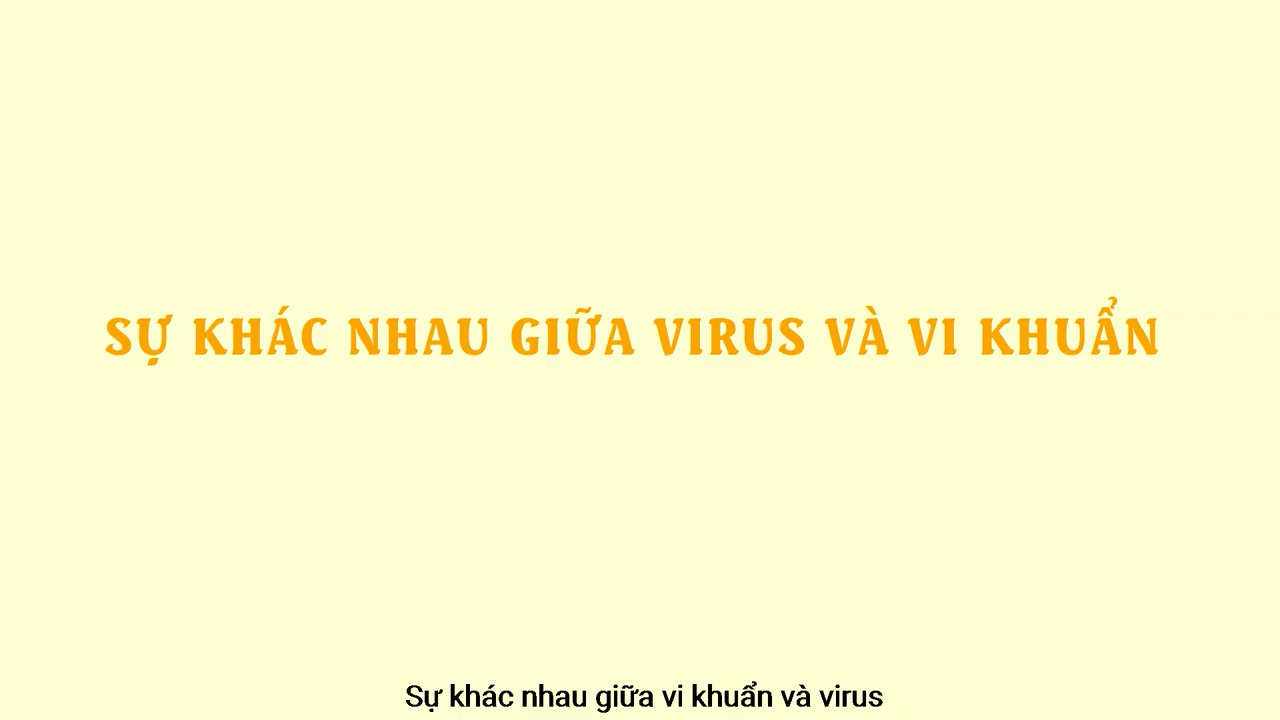 SỰ KHÁC NHAU GIỮA VIRUS VÀ VI KHUẨN
Sự khác nhau giữa vi khuẩn và virus